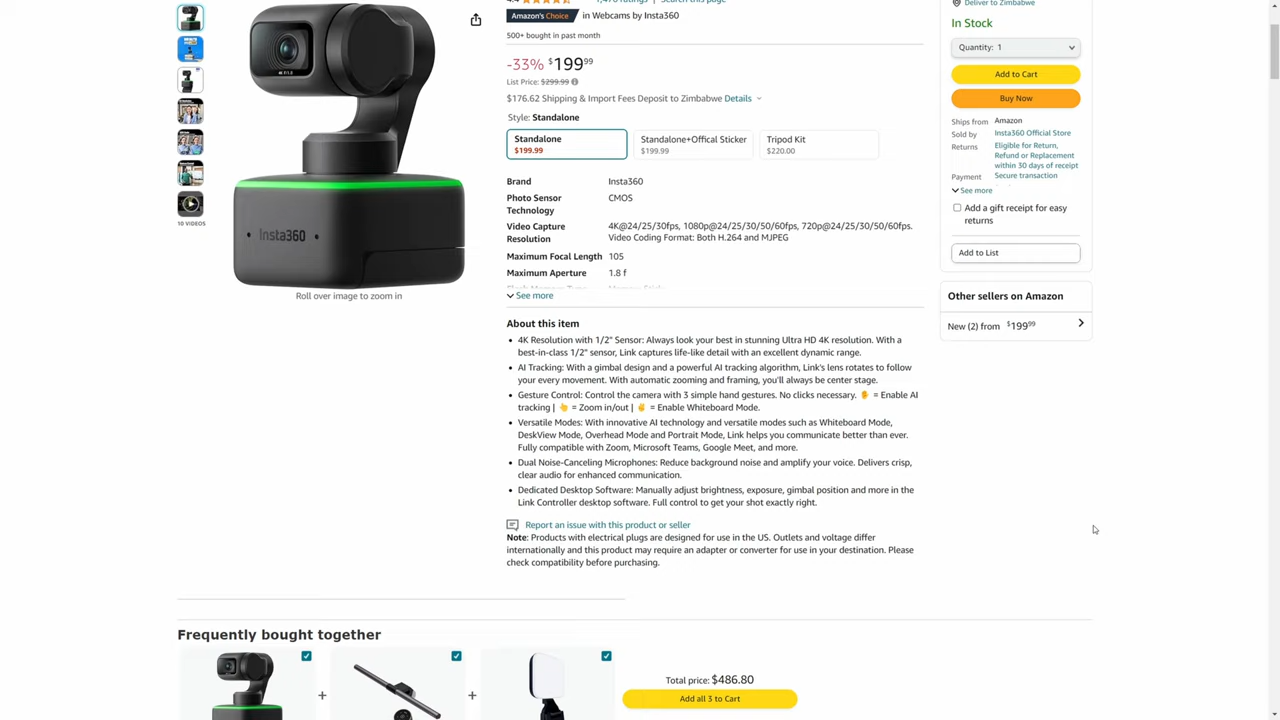 Deliver to Zimbabwe
Amazon's Choice in Webcams by Insta360
500+ bought in past month
-33% $199⁹⁹
List Price: $299.99
$176.62 Shipping & Import Fees Deposit to Zimbabwe Details
Style: Standalone
Standalone
$199.99
Standalone+Offical Sticker
$199.99
Tripod Kit
$220.00
Brand Insta360
Photo Sensor Technology CMOS
Video Capture Resolution 4K@24/25/30fps, 1080p@24/25/30/50/60fps, 720p@24/25/30/50/60fps.
Video Coding Format: Both H.264 and MJPEG
Maximum Focal Length 105
Maximum Aperture 1.8 f
See more
10 VIDEOS
Insta360
Roll over image to zoom in
About this item
• 4K Resolution with 1/2" Sensor: Always look your best in stunning Ultra HD 4K resolution. With a
best-in-class 1/2" sensor, Link captures life-like detail with an excellent dynamic range.
• AI Tracking: With a gimbal design and a powerful AI tracking algorithm, Link's lens rotates to follow
your every movement. With automatic zooming and framing, you'll always be center stage.
• Gesture Control: Control the camera with 3 simple hand gestures. No clicks necessary. ✋ = Enable AI
tracking | 👆 = Zoom in/out | ✌ = Enable Whiteboard Mode.
• Versatile Modes: With innovative AI technology and versatile modes such as Whiteboard Mode,
DeskView Mode, Overhead Mode and Portrait Mode, Link helps you communicate better than ever.
Fully compatible with Zoom, Microsoft Teams, Google Meet, and more.
• Dual Noise-Canceling Microphones: Reduce background noise and amplify your voice. Delivers crisp,
clear audio for enhanced communication.
• Dedicated Desktop Software: Manually adjust brightness, exposure, gimbal position and more in the
Link Controller desktop software. Full control to get your shot exactly right.
Report an issue with this product or seller
Note: Products with electrical plugs are designed for use in the US. Outlets and voltage differ
internationally and this product may require an adapter or converter for use in your destination. Please
check compatibility before purchasing.
In Stock
Quantity: 1
Add to Cart
Buy Now
Ships from Amazon
Sold by Insta360 Official Store
Returns Eligible for Return,
Refund or Replacement
within 30 days of receipt
Payment Secure transaction
See more
Add a gift receipt for easy
returns
Add to List
Other sellers on Amazon
New (2) from $199⁹⁹
Frequently bought together
+
+
Total price: $486.80
Add all 3 to Cart